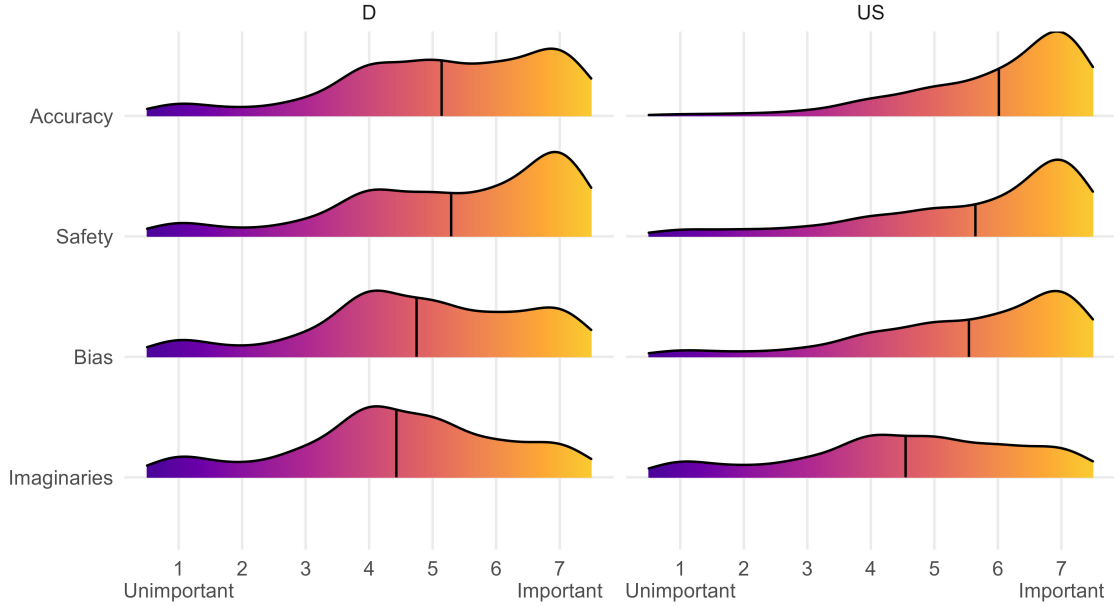 D
US
Accuracy
Safety
Bias
Imaginaries
1 2 3 4 5 6 7 1 2 3 4 5 6 7
Unimportant Important Unimportant Important